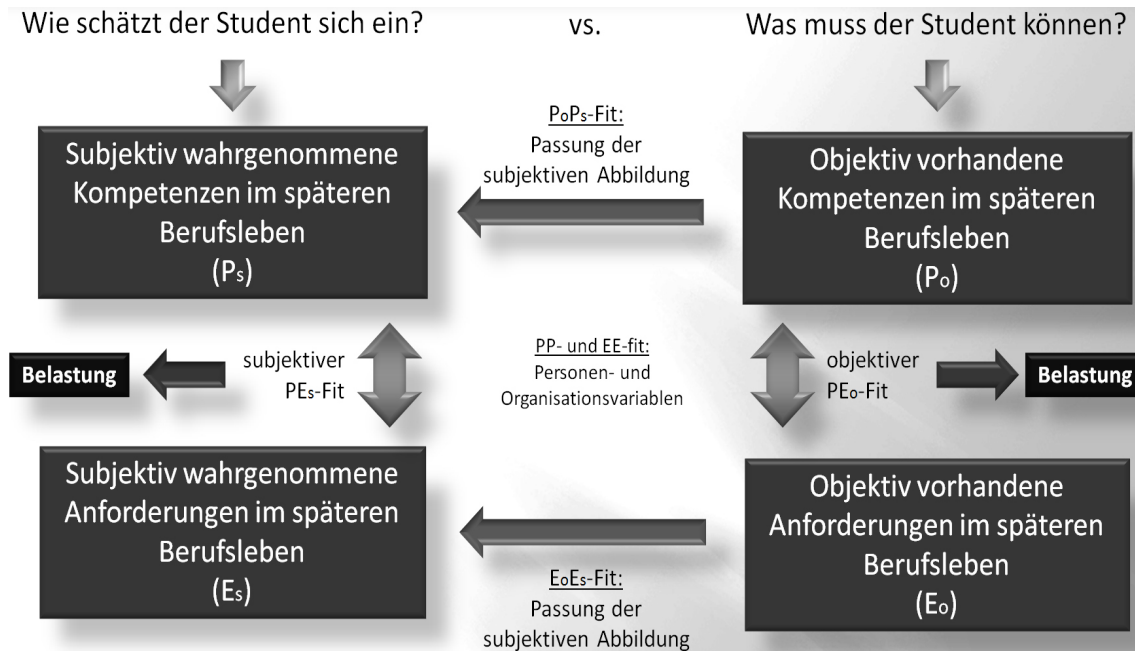 Wie schätzt der Student sich ein?
vs.
Was muss der Student können?
Subjektiv wahrgenommene
Kompetenzen im späteren
Berufsleben
(Ps)
PoPs-Fit:
Passung der
subjektiven Abbildung
Objektiv vorhandene
Kompetenzen im späteren
Berufsleben
(Po)
Belastung
subjektiver
PEs-Fit
PP- und EE-fit:
Personen- und
Organisationsvariablen
objektiver
PEo-Fit
Belastung
Subjektiv wahrgenommene
Anforderungen im späteren
Berufsleben
(Es)
EoEs-Fit:
Passung der
subjektiven Abbildung
Objektiv vorhandene
Anforderungen im späteren
Berufsleben
(Eo)